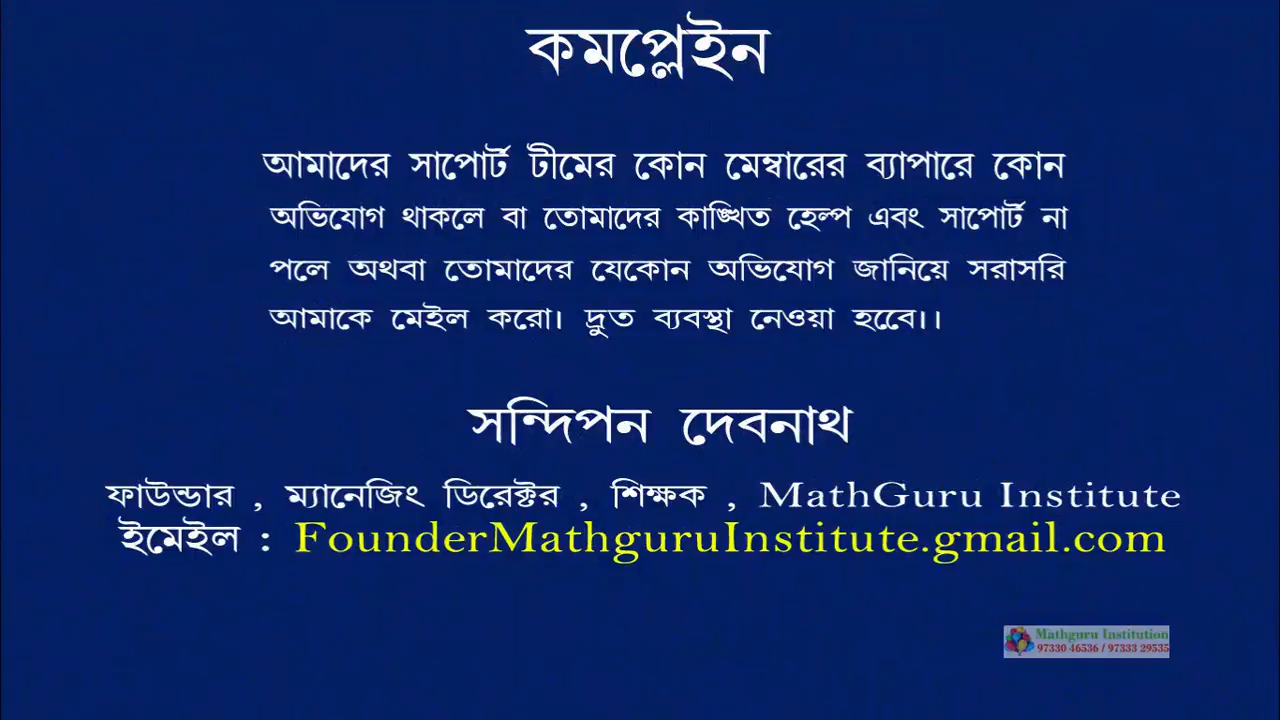 কমপ্লেইন
আমাদের সাপোর্ট টীমের কোন মেম্বারের ব্যাপারে কোন
অভিযোগ থাকলে বা তোমাদের কাঙ্খিত হেল্প এবং সাপোর্ট না
পলে অথবা তোমাদের যেকোন অভিযোগ জানিয়ে সরাসরি
আমাকে মেইল করো। দ্রুত ব্যবস্থা নেওয়া হবেে।।
সন্দিপন দেবনাথ
ফাউন্ডার , ম্যানেজিং ডিরেক্টর , শিক্ষক , MathGuru Institute
ইমেইল : FounderMathguruInstitute.gmail.com
Mathguru Institution
97330 46536 / 97333 29535